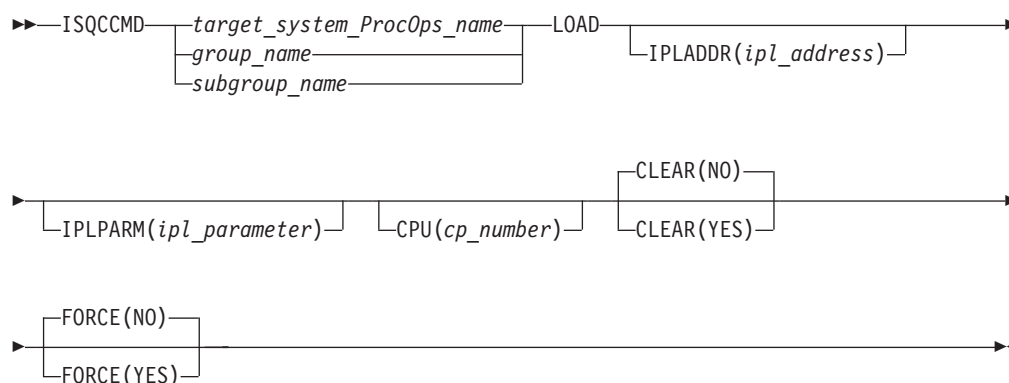 ISQCCMD target_system_ProcOps_name LOAD
group_name
subgroup_name
IPLADDR(ipl_address)
CLEAR(NO)
IPLPARM(ipl_parameter) CPU(cp_number) CLEAR(YES)
FORCE(NO)
FORCE(YES)